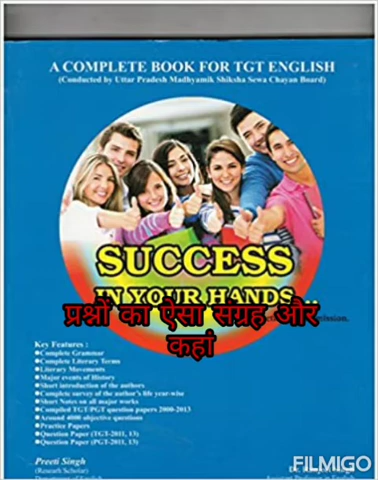 A COMPLETE BOOK FOR TGT ENGLISH
(Conducted by Uttar Pradesh Madhyamik Shiksha Sewa Chayan Board)
SUCCESS
IN YOUR HANDS...
प्रश्नों का ऐसा सग्रह और
कहां
Key Features :
●Complete Grammar
●Complete Literary Terms
●Literary Movements
●Major events of History
●Short introduction of the authors
●Complete survey of the author's life year-wise
●Short Notes on all major works
●Compiled TGT/PGT question papers 2000-2013
●Around 4000 objective questions
●Practice Papers
●Question Paper (TGT-2011, 13)
●Question Paper (PGT-2011, 13)
Preeti Singh
(Research Scholar)
FILMIGO